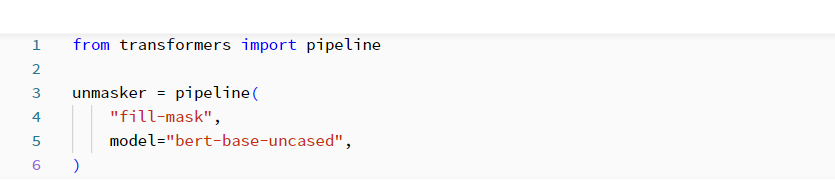 1 from transformers import pipeline
2
3 unmasker = pipeline(
4     "fill-mask",
5     model="bert-base-uncased",
6 )